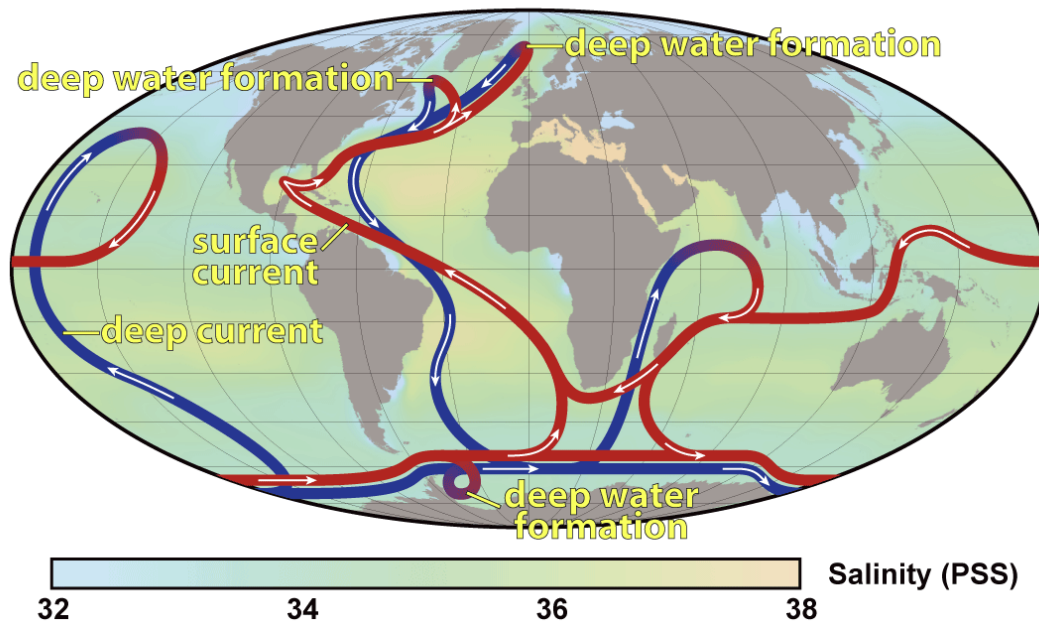 deep water formation
deep water formation
surface
current
deep current
deep water
formation
Salinity (PSS)
32
34
36
38